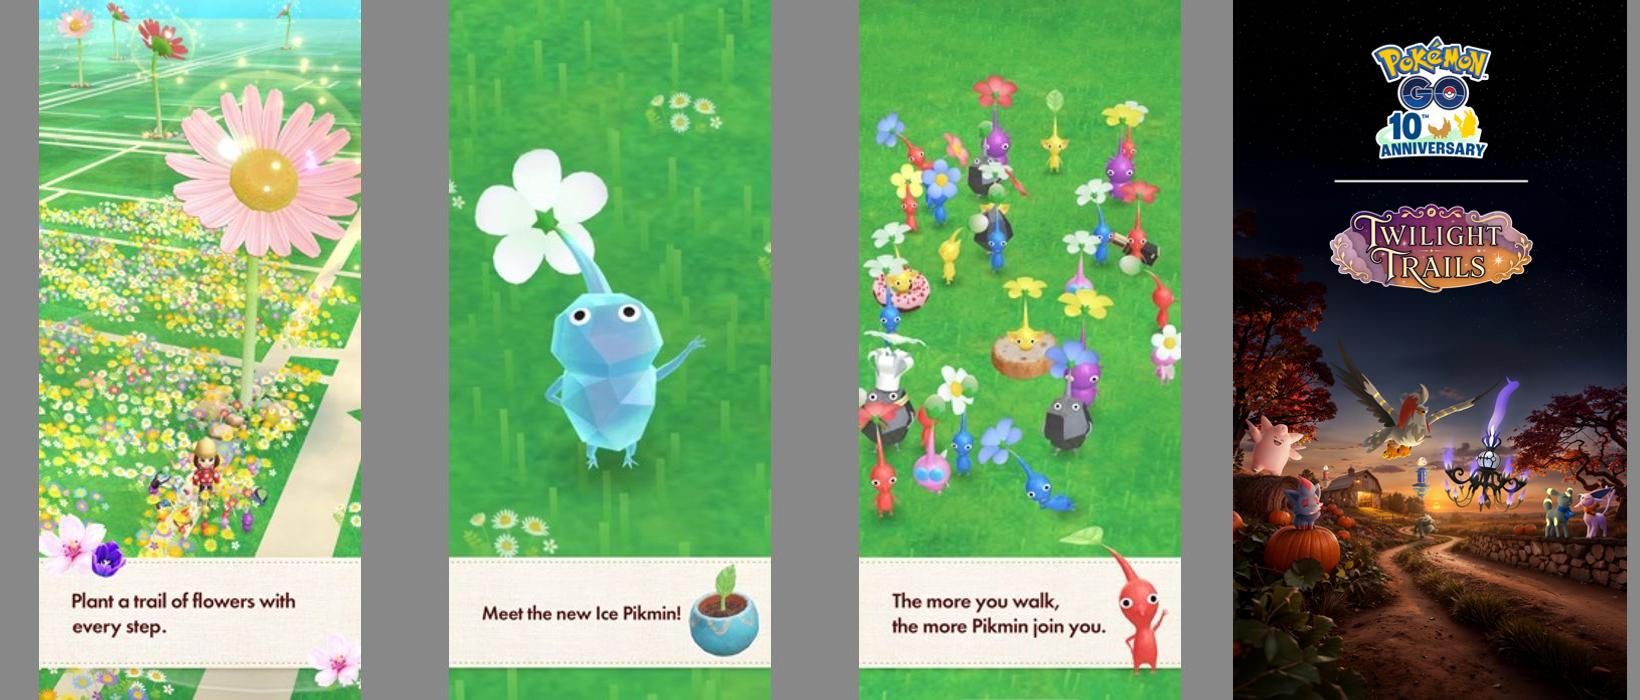 Plant a trail of flowers with
every step.
Meet the new Ice Pikmin!
The more you walk,
the more Pikmin join you.
POKÉMON
GO
10TH
ANNIVERSARY
TWILIGHT
TRAILS